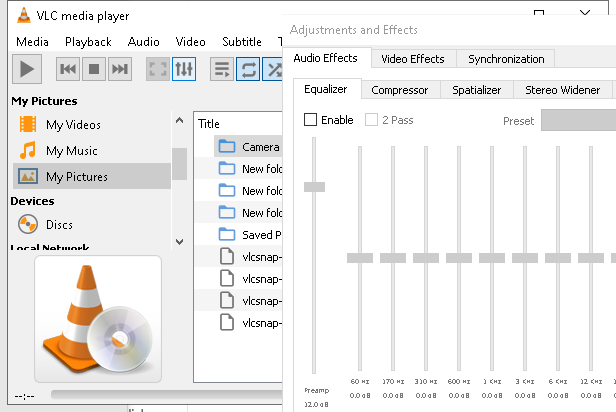 VLC media player
Media Playback Audio Video Subtitle
Adjustments and Effects
Audio Effects Video Effects Synchronization
Equalizer Compressor Spatializer Stereo Widener
Enable 2 Pass Preset
My Pictures
My Videos
My Music
My Pictures
Devices
Discs
Local Network
Title
Camera
New fold
New fold
New fold
Saved P
vlcsnap-
vlcsnap-
vlcsnap-
vlcsnap-
--:--
Preamp
12.0 dB
60 Hz 170 Hz 310 Hz 600 Hz 1 KHz 3 KHz 6 KHz 12 KHz
0.0 dB 0.0 dB 0.0 dB 0.0 dB 0.0 dB 0.0 dB 0.0 dB 0.0 dB